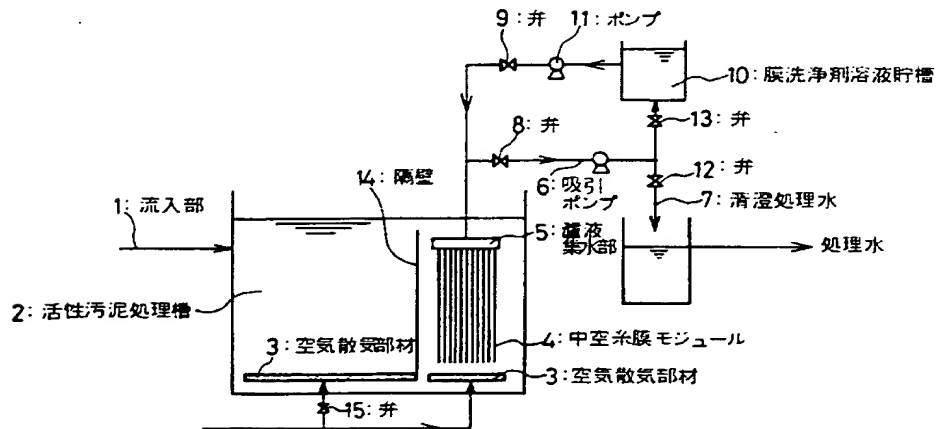 9: 弁
11: ポンプ
10: 膜洗浄剤溶液貯槽
13: 弁
8: 弁
12: 弁
6: 吸引
ポンプ
7: 清澄処理水
14: 隔壁
1: 流入部
5: 濾液
集水部
処理水
2: 活性汚泥処理槽
4: 中空糸膜モジュール
3: 空気散気部材
3: 空気散気部材
15: 弁